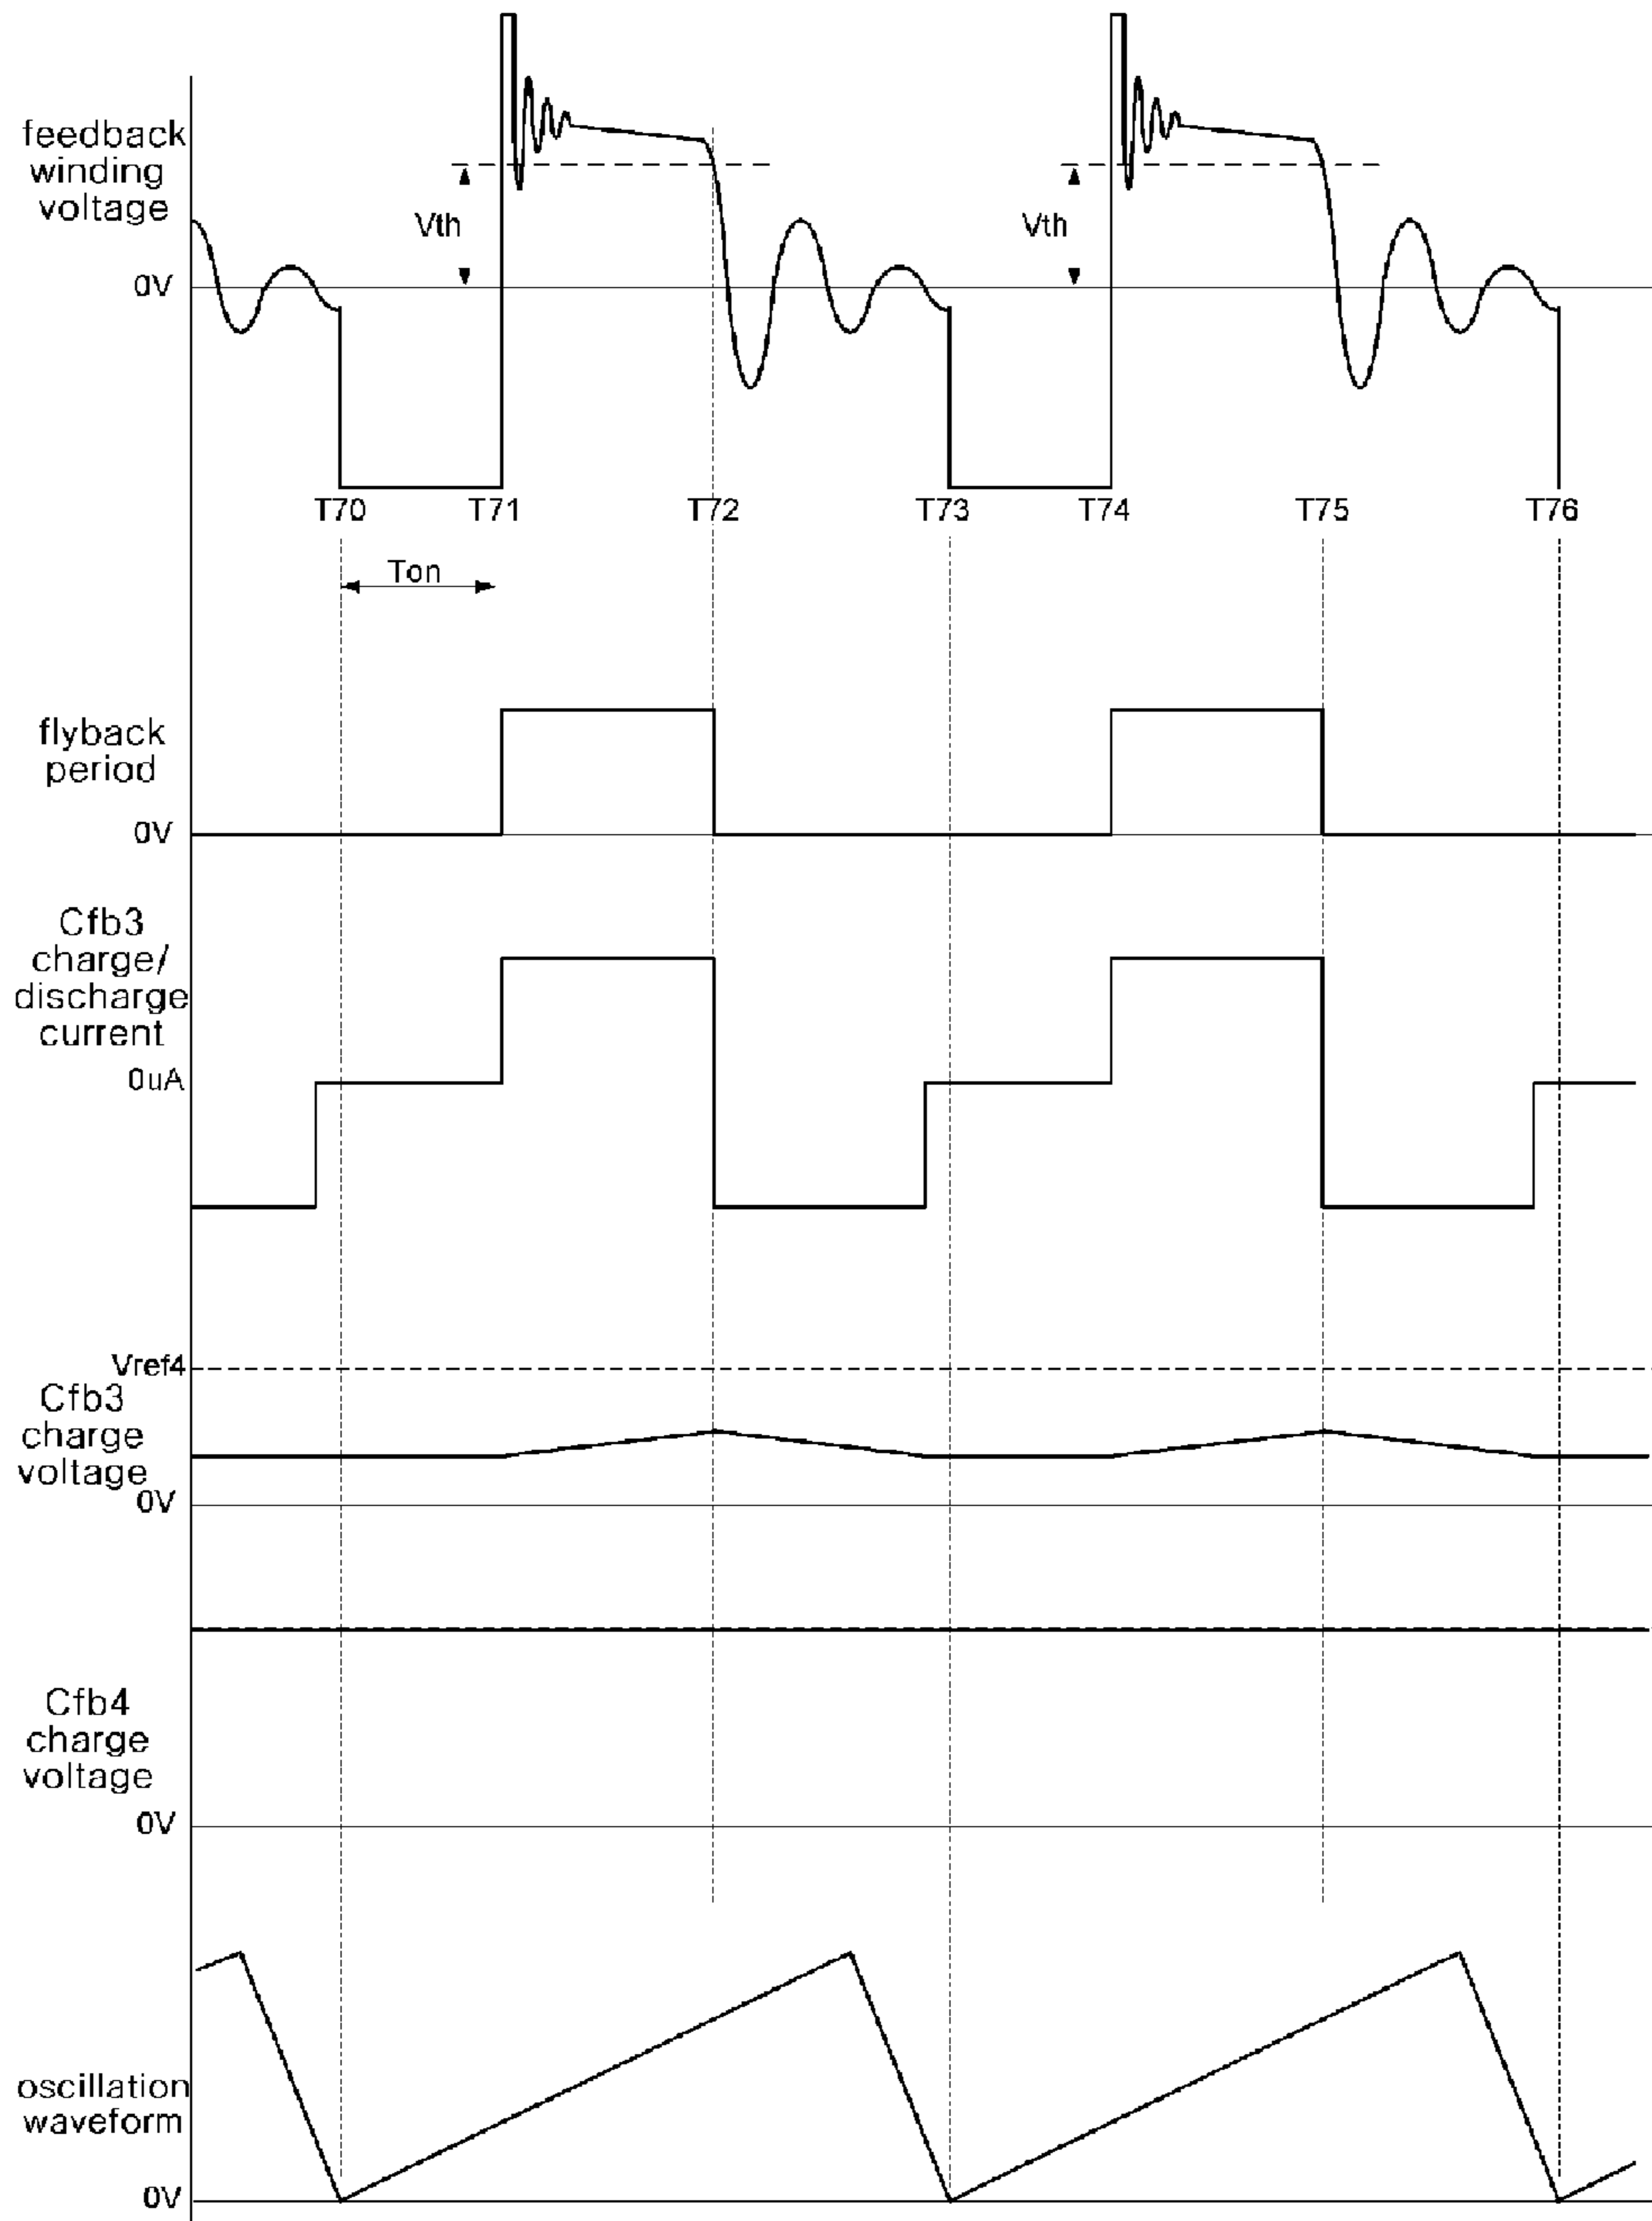 feedback
winding
voltage
Vth
Vth
0V
T70 T71 T72 T73 T74 T75 T76
Ton
flyback
period
0V
Cfb3
charge/
discharge
current
0uA
Vref4
Cfb3
charge
voltage
0V
Cfb4
charge
voltage
0V
oscillation
waveform
0V